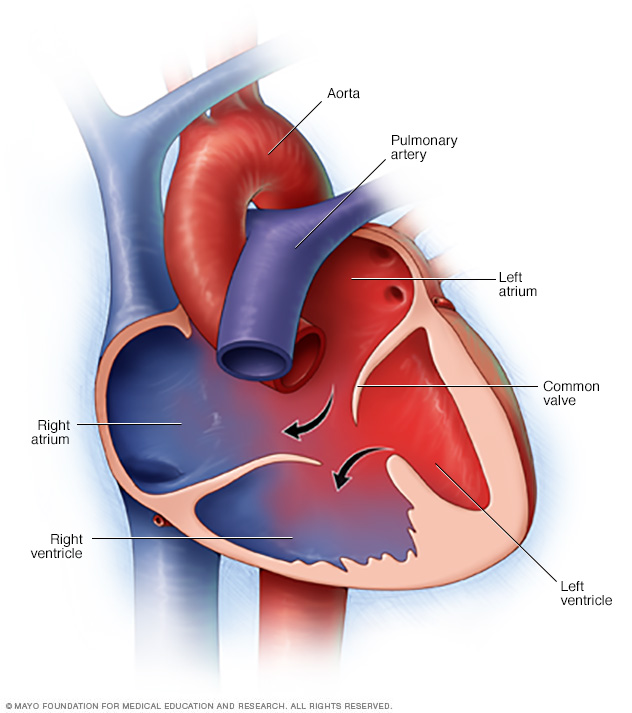 Aorta
Pulmonary
artery
Left
atrium
Common
valve
Right
atrium
Right
ventricle
Left
ventricle
© MAYO FOUNDATION FOR MEDICAL EDUCATION AND RESEARCH. ALL RIGHTS RESERVED.